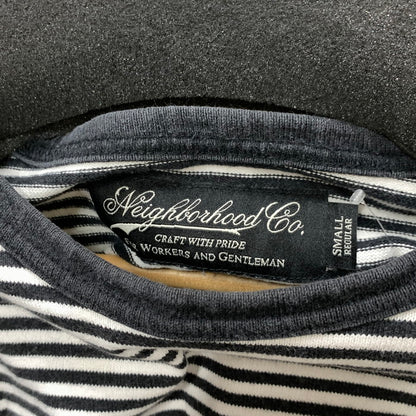 Neighborhood Co.
CRAFT WITH PRIDE
WORKERS AND GENTLEMAN
SMALL
REGULAR